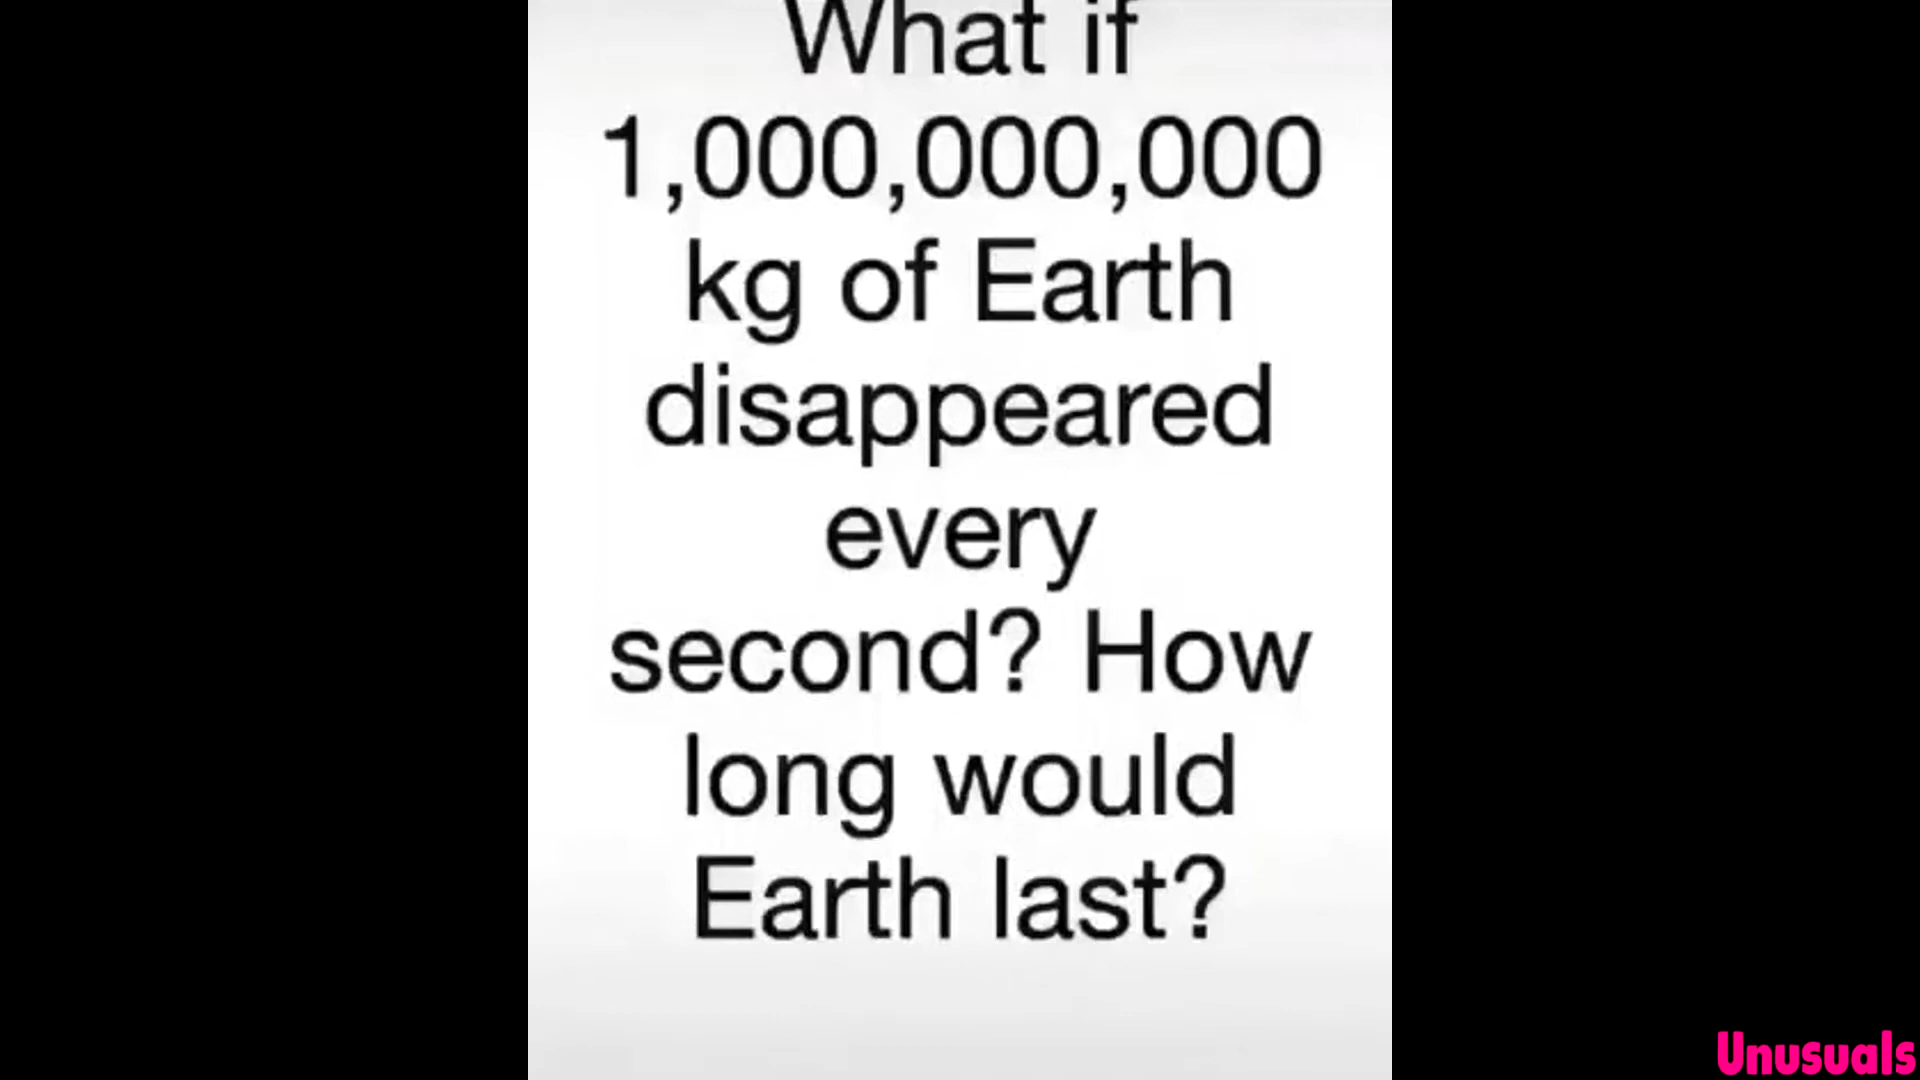 What if
1,000,000,000
kg of Earth
disappeared
every
second? How
long would
Earth last?
Unusuals